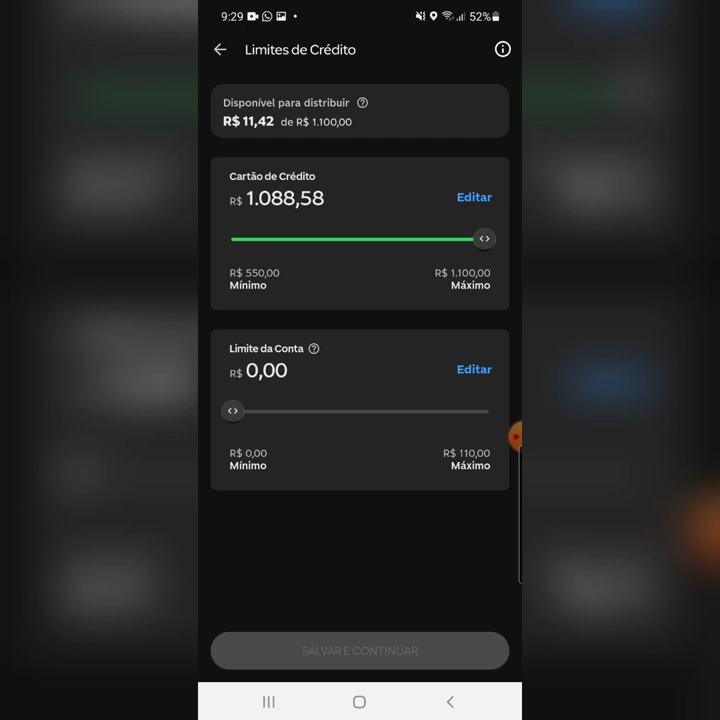 9:29 52%
Limites de Crédito
Disponível para distribuir
R$ 11,42 de R$ 1.100,00
Cartão de Crédito
R$ 1.088,58 Editar
R$ 550,00 R$ 1.100,00
Mínimo Máximo
Limite da Conta
R$ 0,00 Editar
R$ 0,00 R$ 110,00
Mínimo Máximo
SALVAR E CONTINUAR